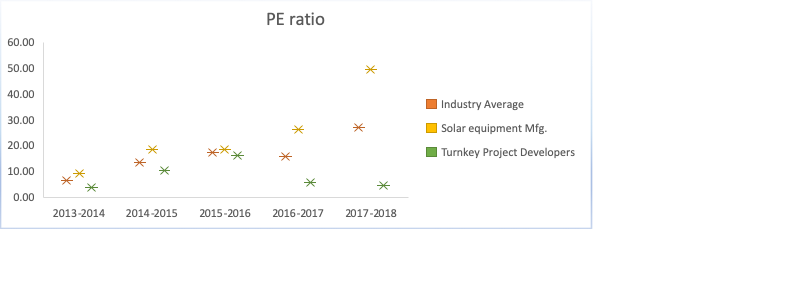 PE ratio
60.00
50.00
40.00
30.00
20.00
10.00
0.00
2013-2014 2014-2015 2015-2016 2016-2017 2017-2018
Industry Average
Solar equipment Mfg.
Turnkey Project Developers